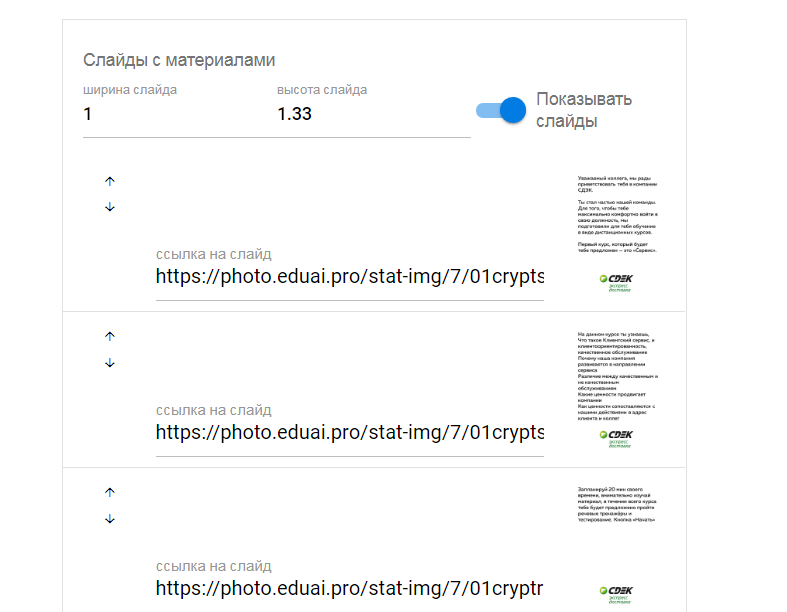 Слайды с материалами
ширина слайда
высота слайда
1
1.33
Показывать
слайды
ссылка на слайд
https://photo.eduai.pro/stat-img/7/01crypts
Уважаемый коллега, мы рады
приветствовать тебя в компании
СДЭК.
Ты стал частью нашей команды.
Для того, чтобы тебе
максимально комфортно войти в
свою должность, мы
подготовили для тебя обучение
в виде дистанционных курсов.
Первый курс, который будет
тебе предложен – это «Сервис».
CDEK
экспресс
доставка
ссылка на слайд
https://photo.eduai.pro/stat-img/7/01crypts
На данном курсе ты узнаешь,
Что такое Клиентский сервис, и
клиентоориентированность,
качественное обслуживание
Почему наша компания
развивается в направлении
сервиса
Различие между качественным и
не качественным
обслуживанием
Какие ценности продвигает
компания
Как ценности сопоставляются с
нашими действиями в адрес
клиента и коллег
CDEK
экспресс
доставка
ссылка на слайд
https://photo.eduai.pro/stat-img/7/01cryptr
Запланируй 20 мин своего
времени, внимательно изучай
материал, в течение всего курса
тебе будет предложено пройти
речевые тренажёры и
тестирование. Кнопка «Начать»
CDEK
экспресс
доставка